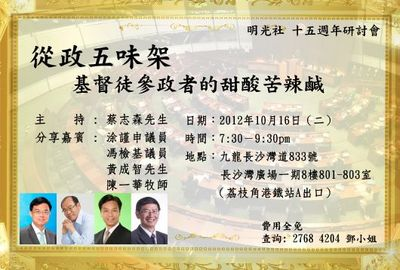 明光社 十五週年研討會
從政五味架
基督徒參政者的甜酸苦辣鹹
主 持 : 蔡志森先生 日期 : 2012年10月16日 (二)
分享嘉賓 : 涂謹申議員 時間 : 7:30－9:30pm
馮檢基議員 地點 : 九龍長沙灣道833號
黃成智先生 長沙灣廣場一期8樓801-803室
陳一華牧師 (荔枝角港鐵站A出口)
費用全免
查詢: 2768 4204 鄧小姐